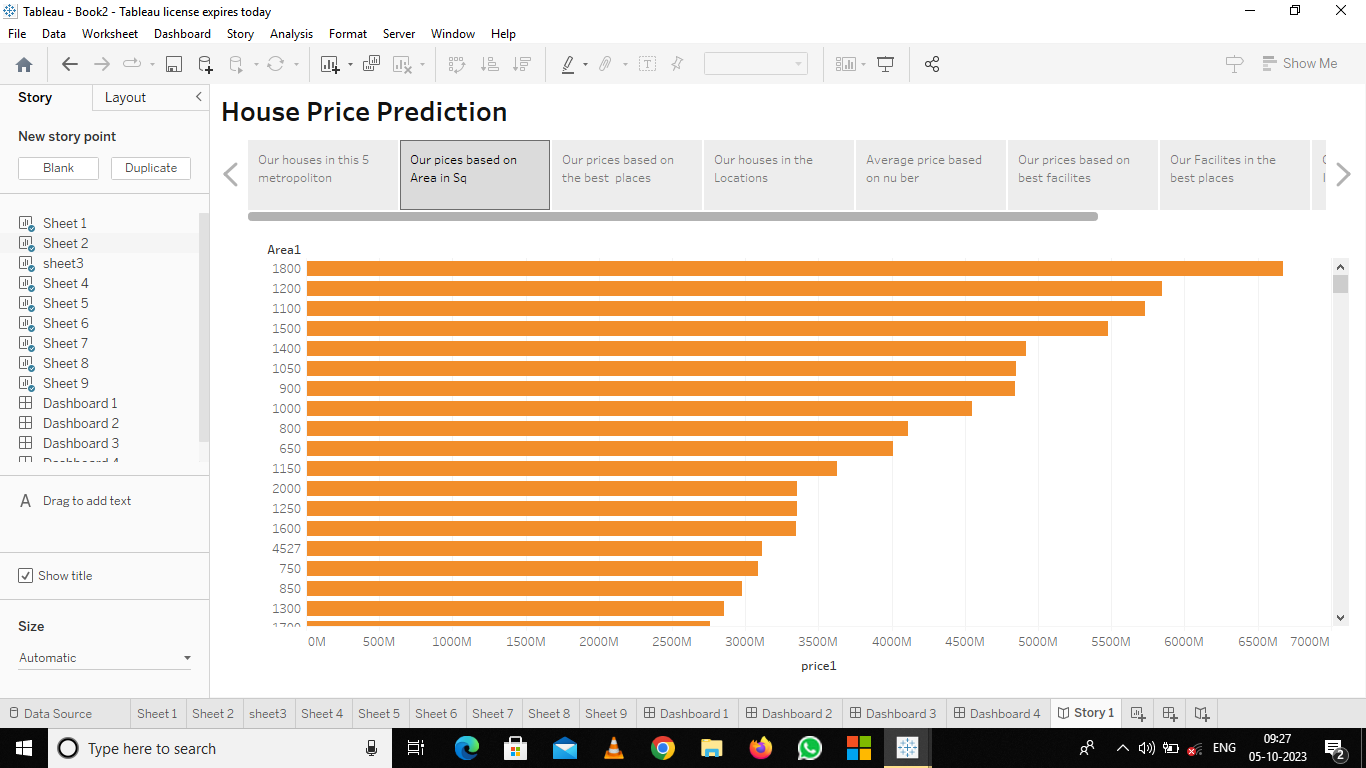 Tableau - Book2 - Tableau license expires today
File Data Worksheet Dashboard Story Analysis Format Server Window Help
Show Me
Story Layout
New story point
Blank Duplicate
Sheet 1
Sheet 2
sheet3
Sheet 4
Sheet 5
Sheet 6
Sheet 7
Sheet 8
Sheet 9
Dashboard 1
Dashboard 2
Dashboard 3
Dashboard 4
A Drag to add text
Show title
Size
Automatic
House Price Prediction
Our houses in this 5
metropoliton
Our pices based on
Area in Sq
Our prices based on
the best places
Our houses in the
Locations
Average price based
on nu ber
Our prices based on
best facilites
Our Facilites in the
best places
Area1
1800
1200
1100
1500
1400
1050
900
1000
800
650
1150
2000
1250
1600
4527
750
850
1300
1700
0M 500M 1000M 1500M 2000M 2500M 3000M 3500M 4000M 4500M 5000M 5500M 6000M 6500M 7000M
price1
Data Source Sheet 1 Sheet 2 sheet3 Sheet 4 Sheet 5 Sheet 6 Sheet 7 Sheet 8 Sheet 9 Dashboard 1 Dashboard 2 Dashboard 3 Dashboard 4 Story 1
Type here to search
ENG
09:27
05-10-2023
2